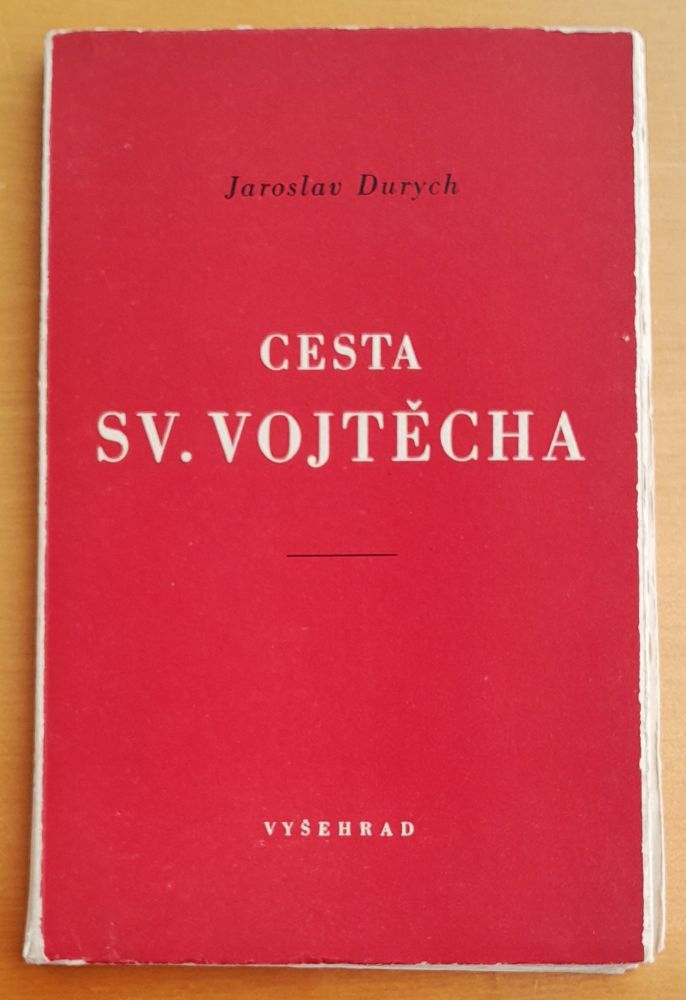 Jaroslav Durych
CESTA
SV. VOJTĚCHA
VYŠEHRAD